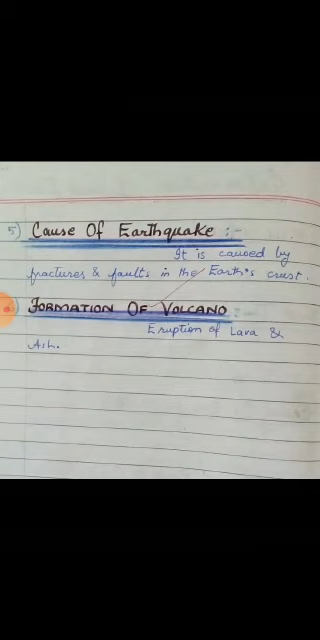 5) Cause Of Earthquake :-
It is caused by
fractures & faults in the Earth's crust.
FORMATION OF VOLCANO :-
Eruption of Lava &
Ash.